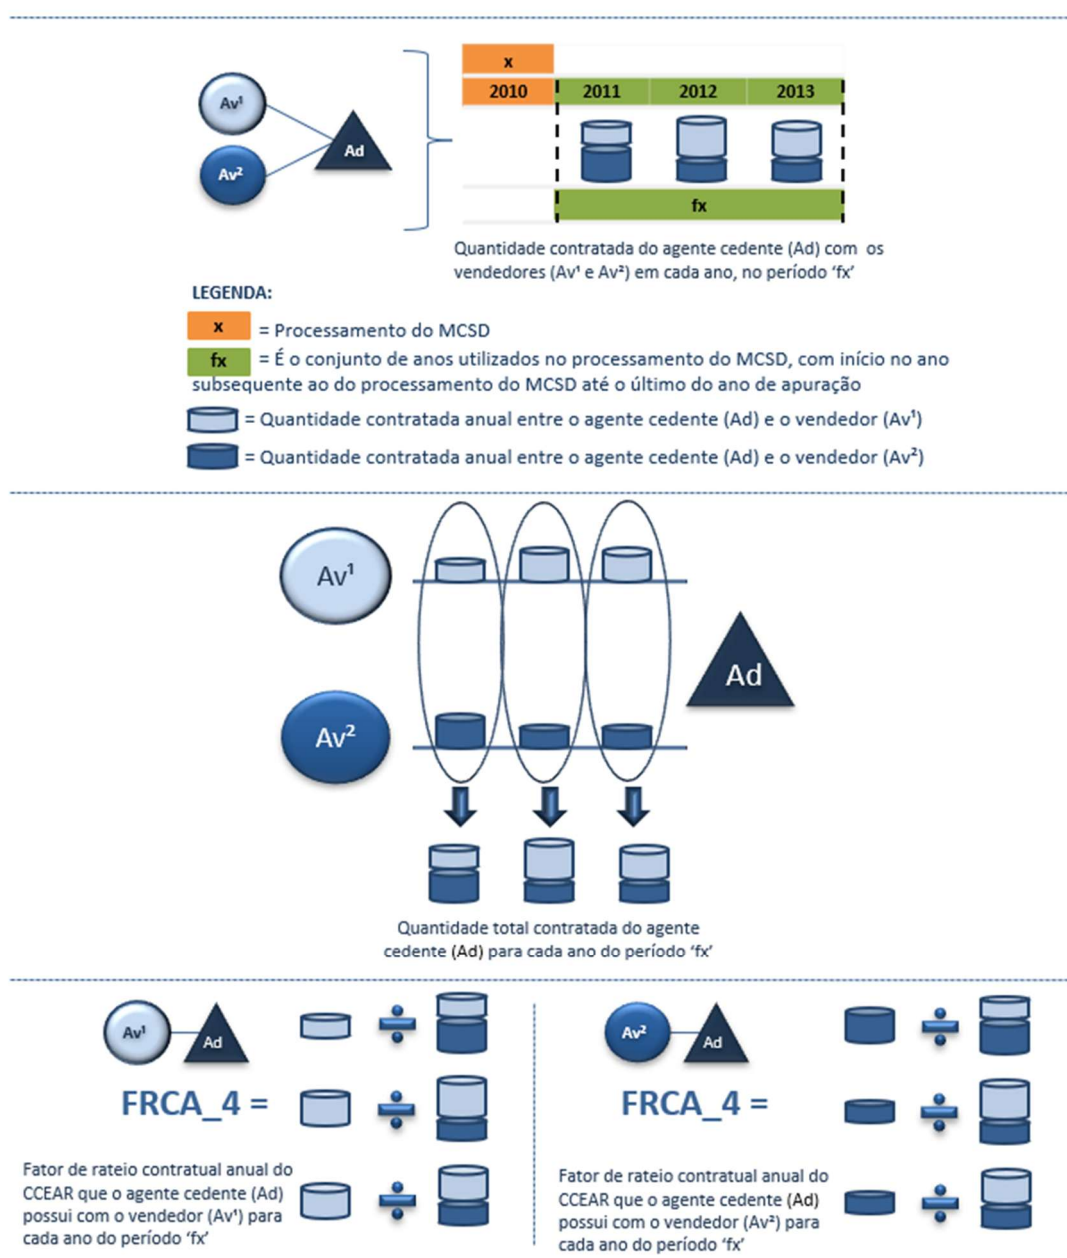 x
2010 2011 2012 2013
Av¹
Ad
Av²
fx
Quantidade contratada do agente cedente (Ad) com os
vendedores (Av¹ e Av²) em cada ano, no período ‘fx’
LEGENDA:
x = Processamento do MCSD
fx = É o conjunto de anos utilizados no processamento do MCSD, com início no ano
subsequente ao do processamento do MCSD até o último do ano de apuração
= Quantidade contratada anual entre o agente cedente (Ad) e o vendedor (Av¹)
= Quantidade contratada anual entre o agente cedente (Ad) e o vendedor (Av²)
Av¹
Ad
Av²
Quantidade total contratada do agente
cedente (Ad) para cada ano do período ‘fx’
Av¹ Ad
FRCA_4 =
Fator de rateio contratual anual do
CCEAR que o agente cedente (Ad)
possui com o vendedor (Av¹) para
cada ano do período ‘fx’
Av² Ad
FRCA_4 =
Fator de rateio contratual anual do
CCEAR que o agente cedente (Ad)
possui com o vendedor (Av²) para
cada ano do período ‘fx’